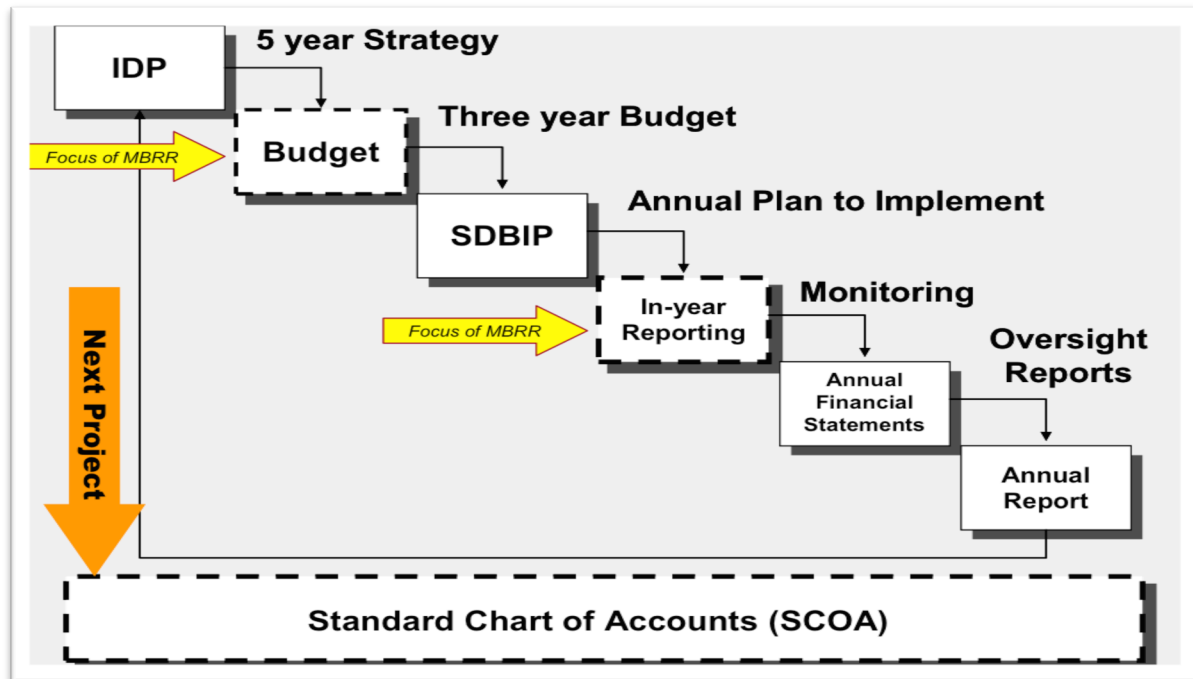 5 year Strategy
IDP
Three year Budget
Budget
Focus of MBRR
Annual Plan to Implement
SDBIP
Monitoring
In-year
Reporting
Focus of MBRR
Oversight
Reports
Annual
Financial
Statements
Next Project
Annual
Report
Standard Chart of Accounts (SCOA)